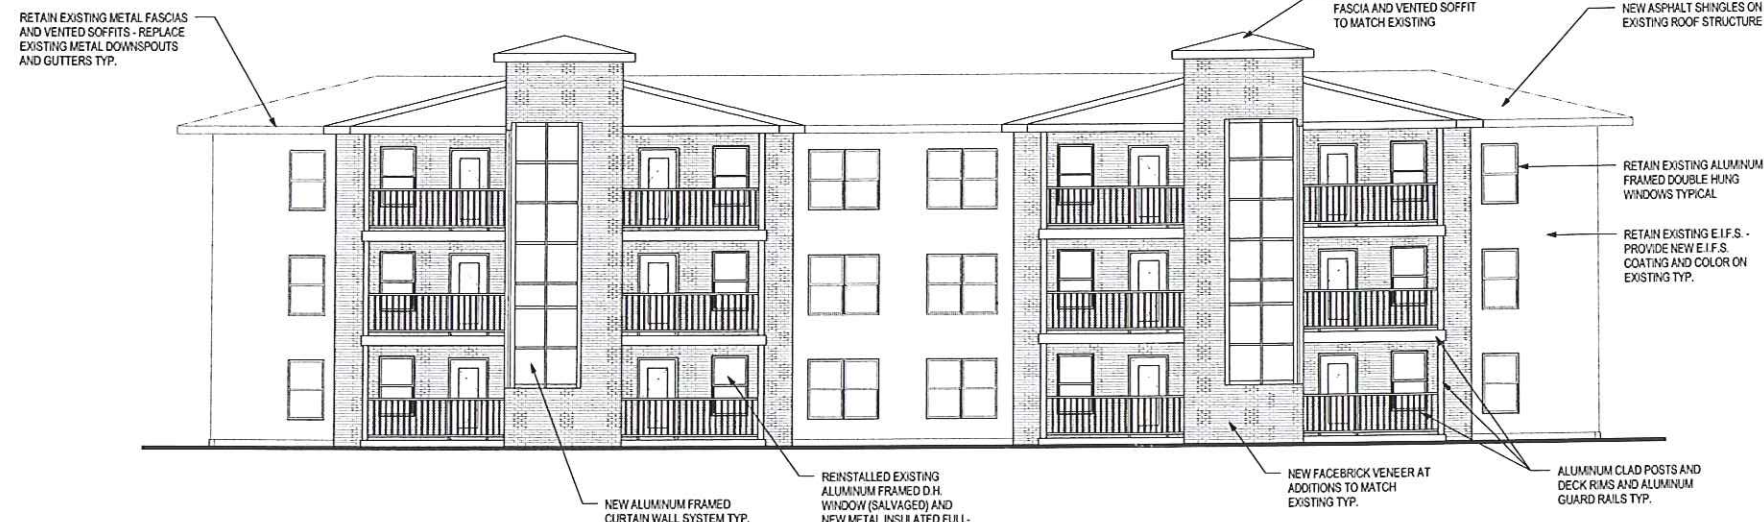 RETAIN EXISTING METAL FASCIAS
AND VENTED SOFFITS - REPLACE
EXISTING METAL DOWNSPOUTS
AND GUTTERS TYP.
FASCIA AND VENTED SOFFIT
TO MATCH EXISTING
NEW ASPHALT SHINGLES ON
EXISTING ROOF STRUCTURE
RETAIN EXISTING ALUMINUM
FRAMED DOUBLE HUNG
WINDOWS TYPICAL
RETAIN EXISTING E.I.F.S. -
PROVIDE NEW E.I.F.S.
COATING AND COLOR ON
EXISTING TYP.
NEW ALUMINUM FRAMED
CURTAIN WALL SYSTEM TYP.
REINSTALLED EXISTING
ALUMINUM FRAMED D.H.
WINDOW (SALVAGED) AND
NEW METAL INSULATED FULL-
NEW FACEBRICK VENEER AT
ADDITIONS TO MATCH
EXISTING TYP.
ALUMINUM CLAD POSTS AND
DECK RIMS AND ALUMINUM
GUARD RAILS TYP.